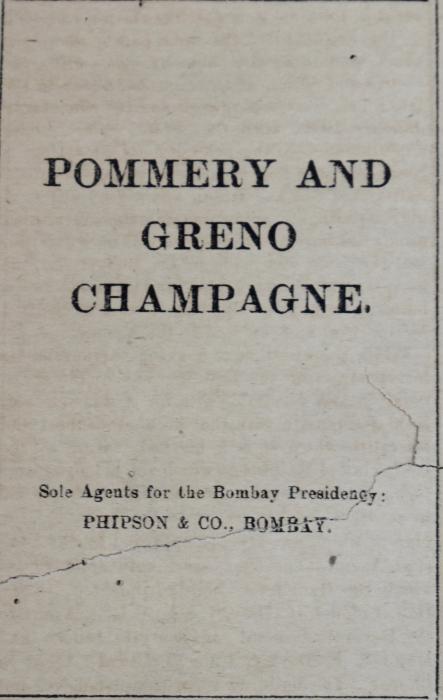 POMMERY AND
GRENO
CHAMPAGNE.
Sole Agents for the Bombay Presidency:
PHIPSON & CO., BOMBAY.